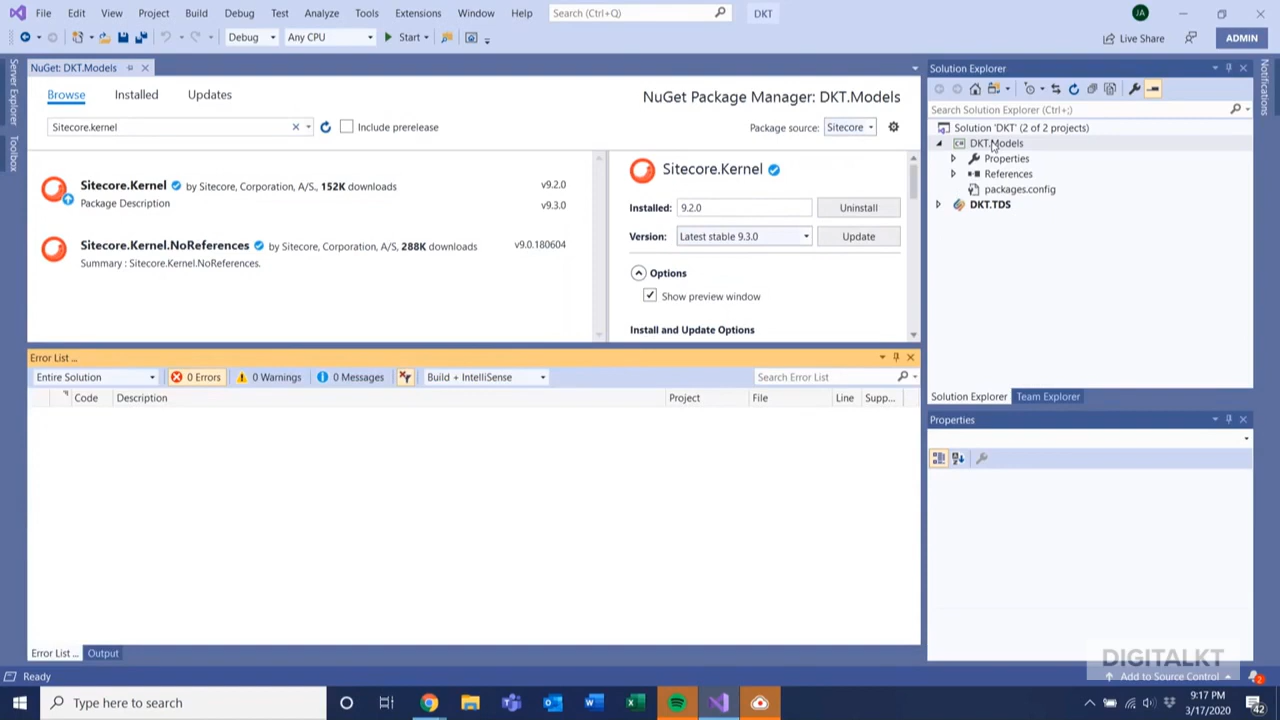 File Edit View Project Build Debug Test Analyze Tools Extensions Window Help Search (Ctrl+Q) DKT JA
Debug Any CPU Start Live Share ADMIN
Server Explorer
Toolbox
NuGet: DKT.Models
Browse Installed Updates NuGet Package Manager: DKT.Models
Sitecore.kernel Include prerelease Package source: Sitecore
Sitecore.Kernel by Sitecore, Corporation, A/S., 152K downloads v9.2.0
Package Description v9.3.0
Sitecore.Kernel.NoReferences by Sitecore, Corporation, A/S, 288K downloads v9.0.180604
Summary : Sitecore.Kernel.NoReferences.
Sitecore.Kernel
Installed: 9.2.0 Uninstall
Version: Latest stable 9.3.0 Update
Options
Show preview window
Install and Update Options
Error List ...
Entire Solution 0 Errors 0 Warnings 0 Messages Build + IntelliSense Search Error List
Code Description Project File Line Supp...
Error List ... Output
Solution Explorer
Search Solution Explorer (Ctrl+;)
Solution 'DKT' (2 of 2 projects)
DKT.Models
Properties
References
packages.config
DKT.TDS
Solution Explorer Team Explorer
Properties
Notifications
DIGITALKT
Ready Add to Source Control 2
Type here to search 9:17 PM
3/17/2020 42